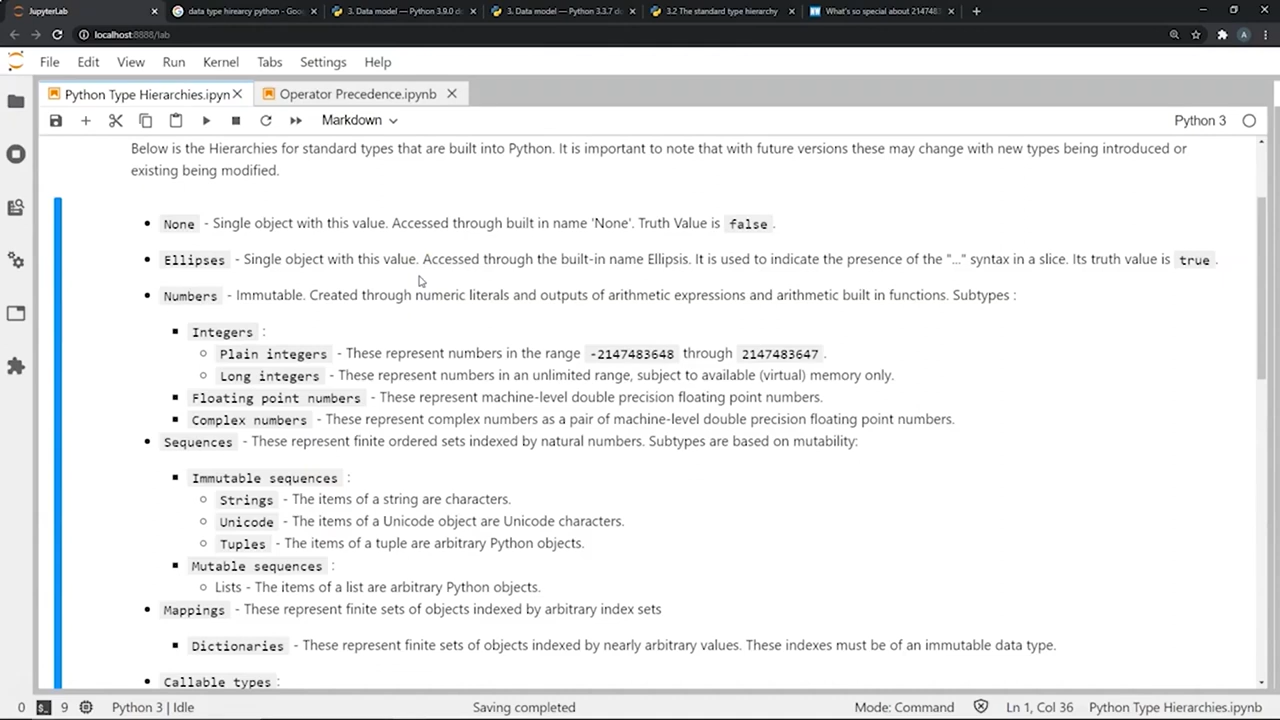 JupyterLab
data type hirearcy python - Goo
3. Data model — Python 3.9.0 d
3. Data model — Python 3.3.7 d
3.2 The standard type hierarchy
What's so special about 214748
localhost:8888/lab
A
File Edit View Run Kernel Tabs Settings Help
Python Type Hierarchies.ipyn
Operator Precedence.ipynb
Markdown
Python 3
Below is the Hierarchies for standard types that are built into Python. It is important to note that with future versions these may change with new types being introduced or
existing being modified.
None - Single object with this value. Accessed through built in name 'None'. Truth Value is false .
Ellipses - Single object with this value. Accessed through the built-in name Ellipsis. It is used to indicate the presence of the "..." syntax in a slice. Its truth value is true .
Numbers - Immutable. Created through numeric literals and outputs of arithmetic expressions and arithmetic built in functions. Subtypes :
Integers :
Plain integers - These represent numbers in the range -2147483648 through 2147483647 .
Long integers - These represent numbers in an unlimited range, subject to available (virtual) memory only.
Floating point numbers - These represent machine-level double precision floating point numbers.
Complex numbers - These represent complex numbers as a pair of machine-level double precision floating point numbers.
Sequences - These represent finite ordered sets indexed by natural numbers. Subtypes are based on mutability:
Immutable sequences :
Strings - The items of a string are characters.
Unicode - The items of a Unicode object are Unicode characters.
Tuples - The items of a tuple are arbitrary Python objects.
Mutable sequences :
Lists - The items of a list are arbitrary Python objects.
Mappings - These represent finite sets of objects indexed by arbitrary index sets
Dictionaries - These represent finite sets of objects indexed by nearly arbitrary values. These indexes must be of an immutable data type.
Callable types :
0 9 Python 3 | Idle Saving completed Mode: Command Ln 1, Col 36 Python Type Hierarchies.ipynb